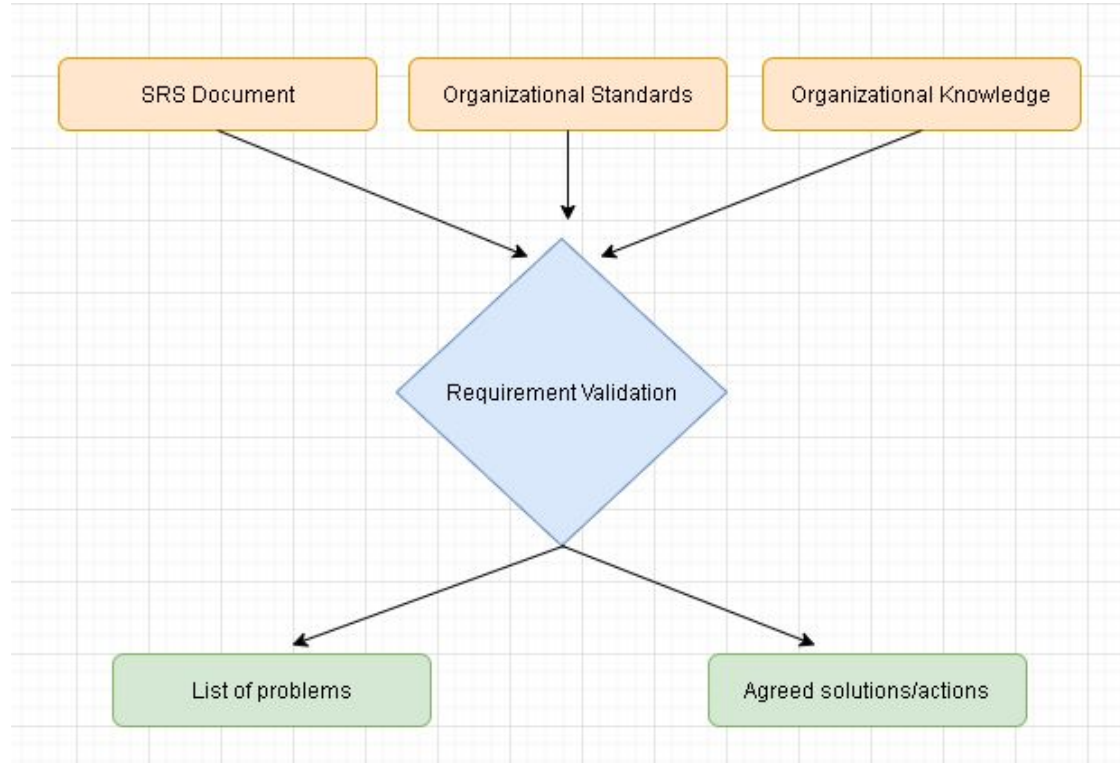 SRS Document
Organizational Standards
Organizational Knowledge
Requirement Validation
List of problems
Agreed solutions/actions